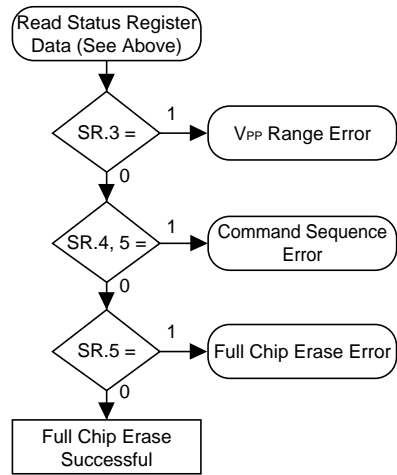 Read Status Register
Data (See Above)
SR.3 =
1
VPP Range Error
0
SR.4, 5 =
1
Command Sequence
Error
0
SR.5 =
1
Full Chip Erase Error
0
Full Chip Erase
Successful